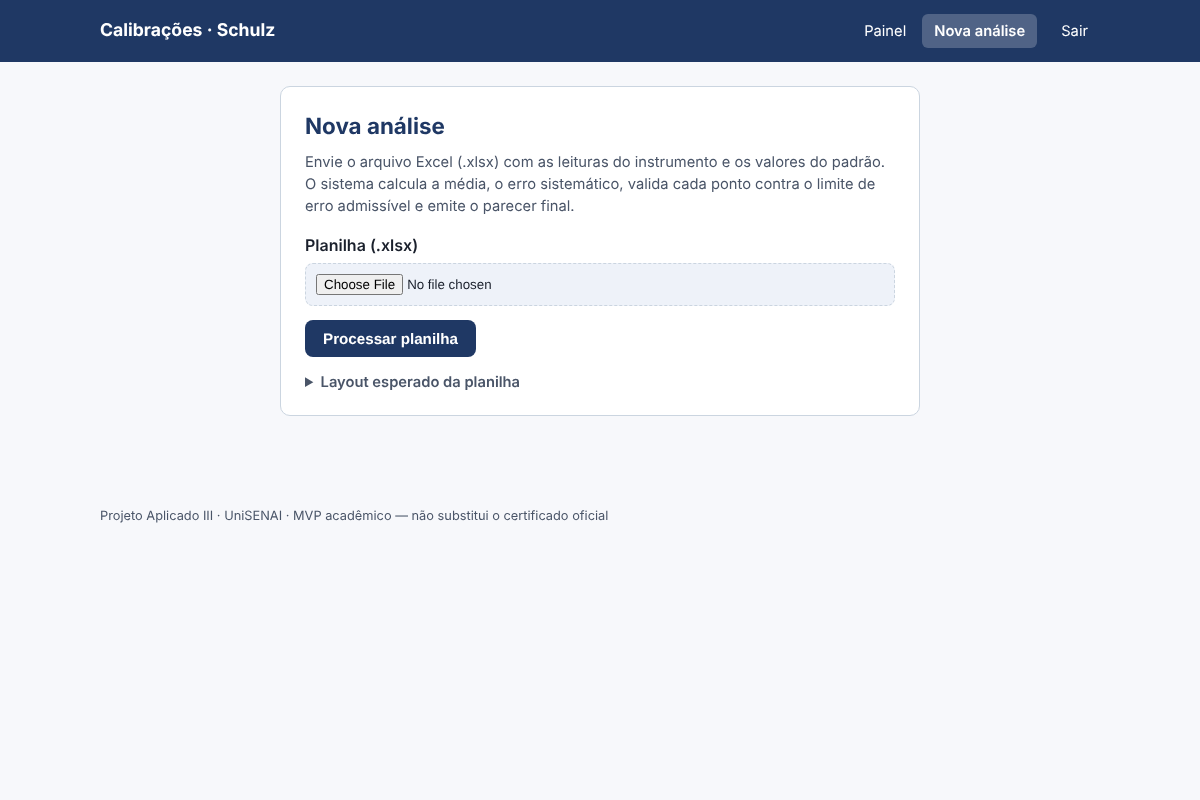 Calibrações · Schulz
Painel
Nova análise
Sair
Nova análise
Envie o arquivo Excel (.xlsx) com as leituras do instrumento e os valores do padrão.
O sistema calcula a média, o erro sistemático, valida cada ponto contra o limite de
erro admissível e emite o parecer final.
Planilha (.xlsx)
Choose File No file chosen
Processar planilha
Layout esperado da planilha
Projeto Aplicado III · UniSENAI · MVP acadêmico — não substitui o certificado oficial